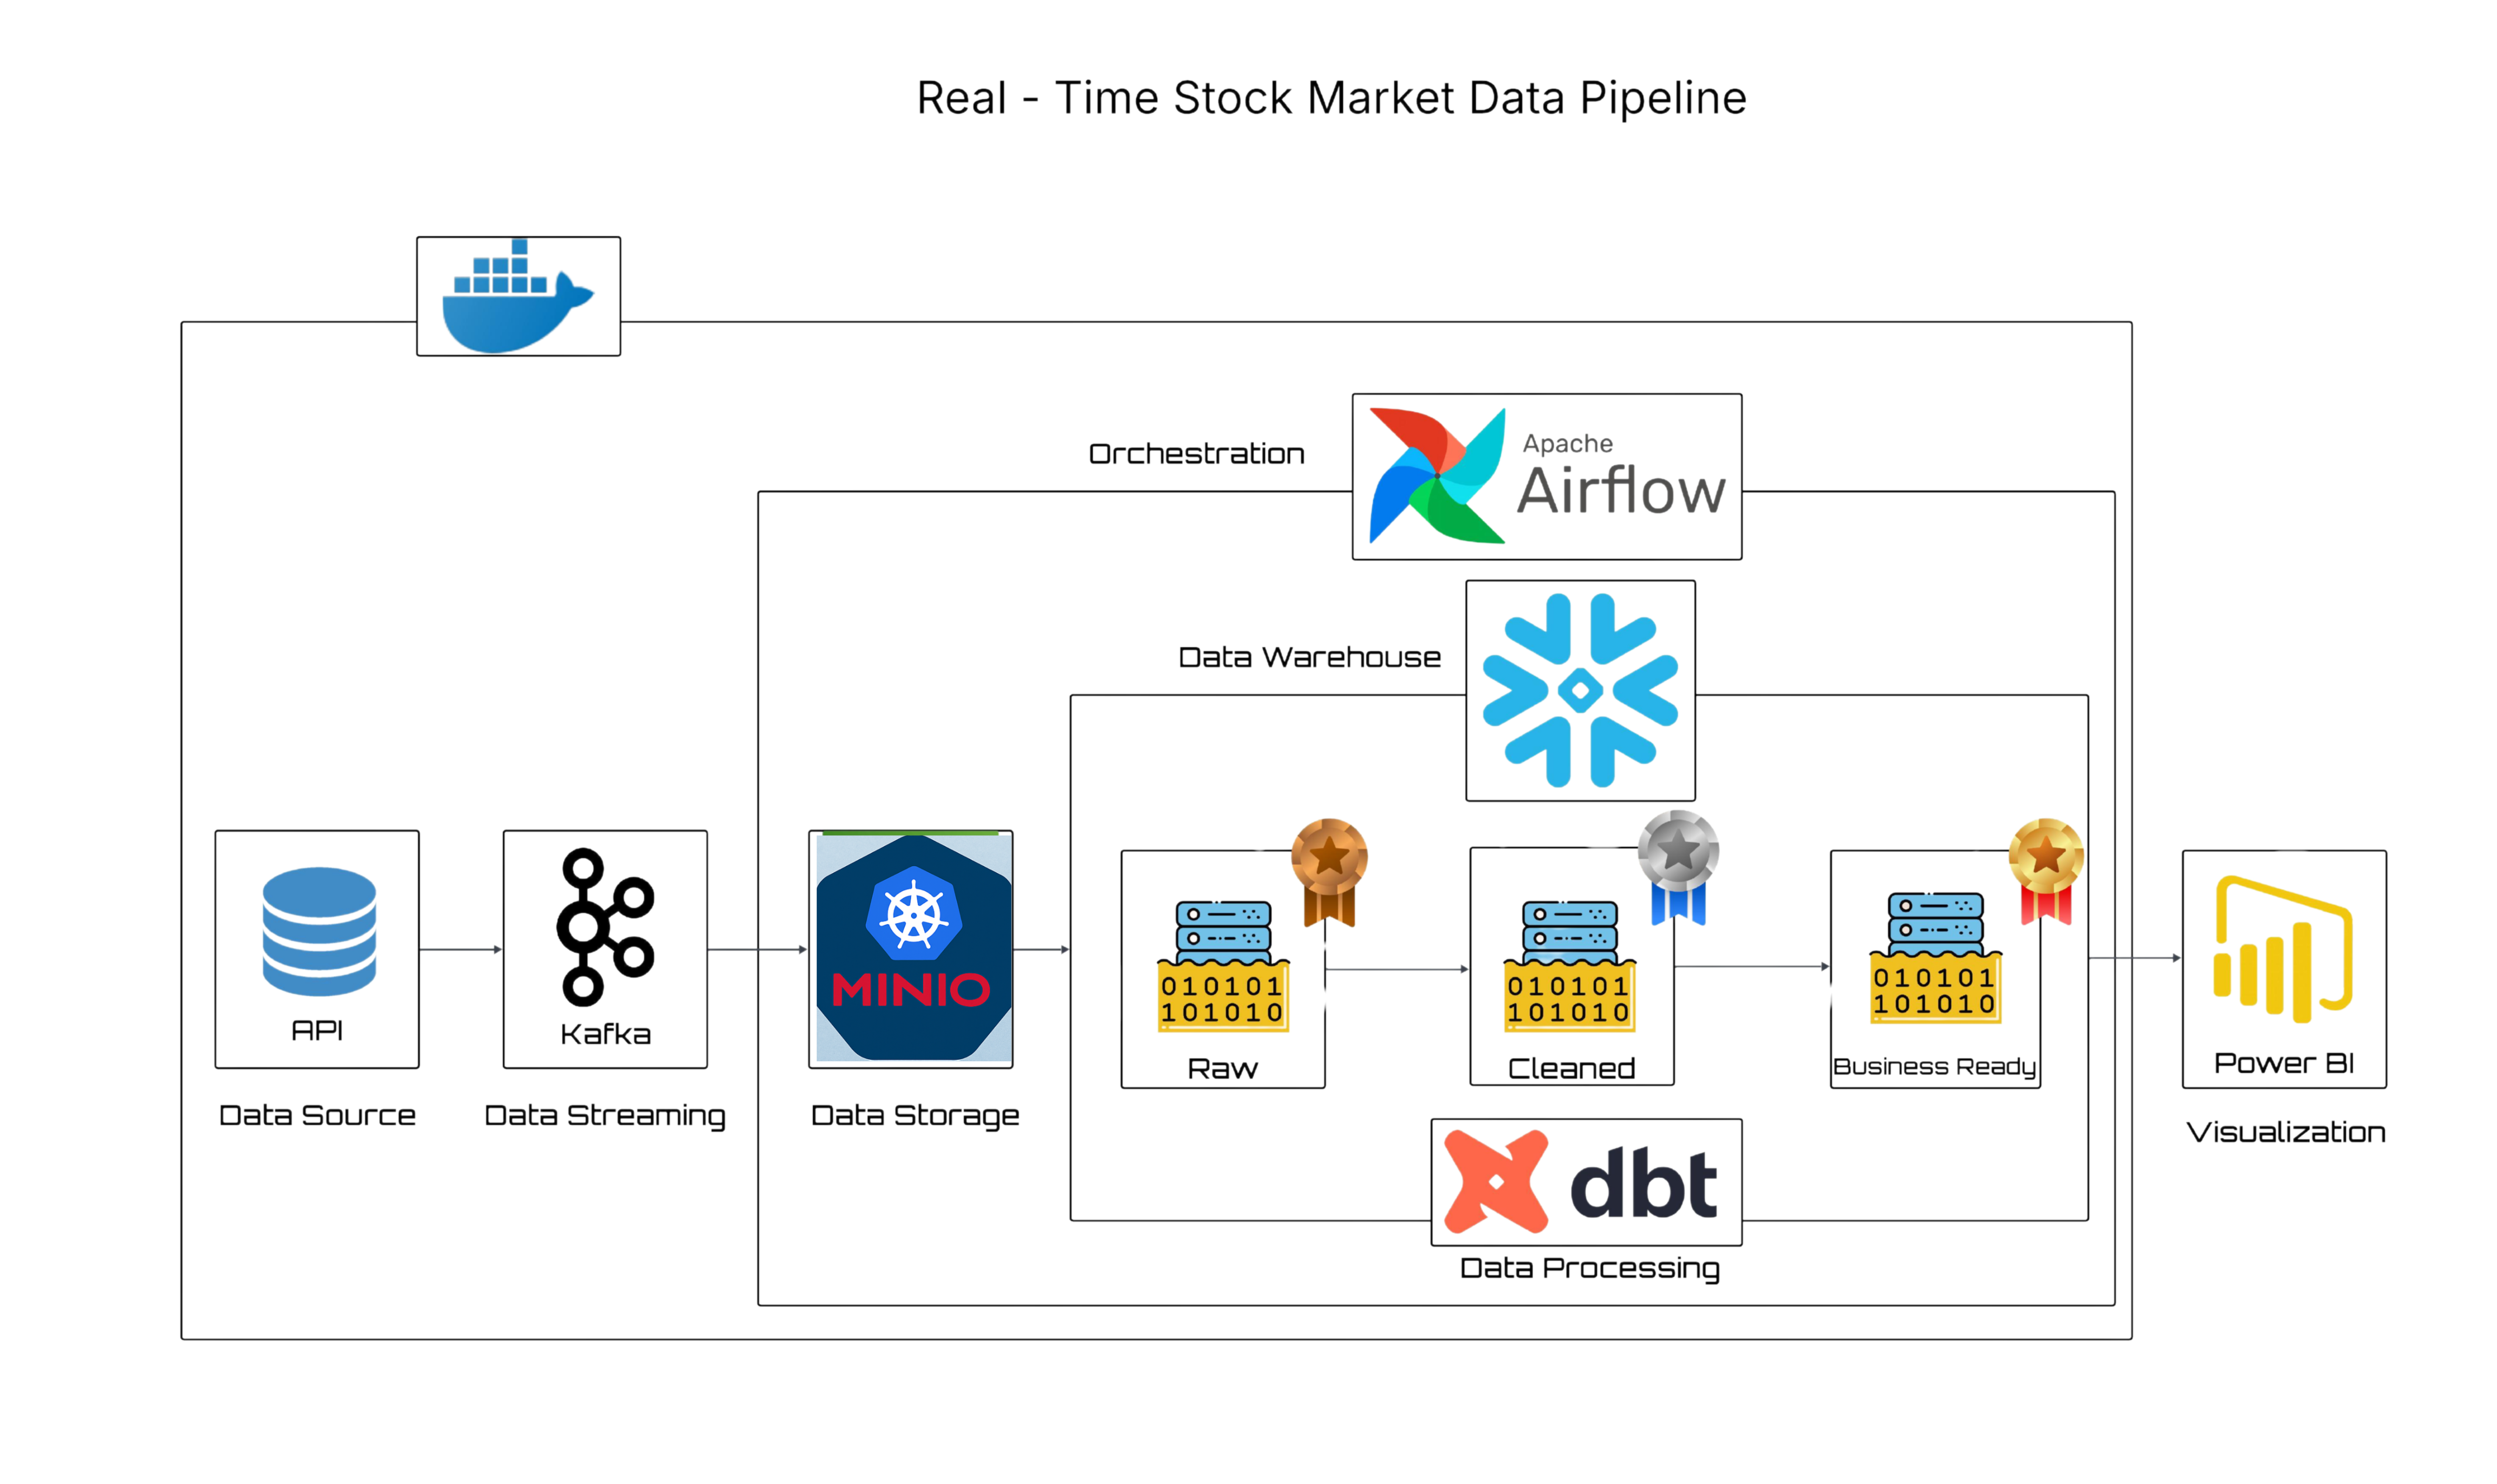 Real - Time Stock Market Data Pipeline
Orchestration
Apache
Airflow
Data Warehouse
API
Data Source
Kafka
Data Streaming
MINIO
Data Storage
010101
101010
Raw
010101
101010
Cleaned
010101
101010
Business Ready
dbt
Data Processing
Power BI
Visualization